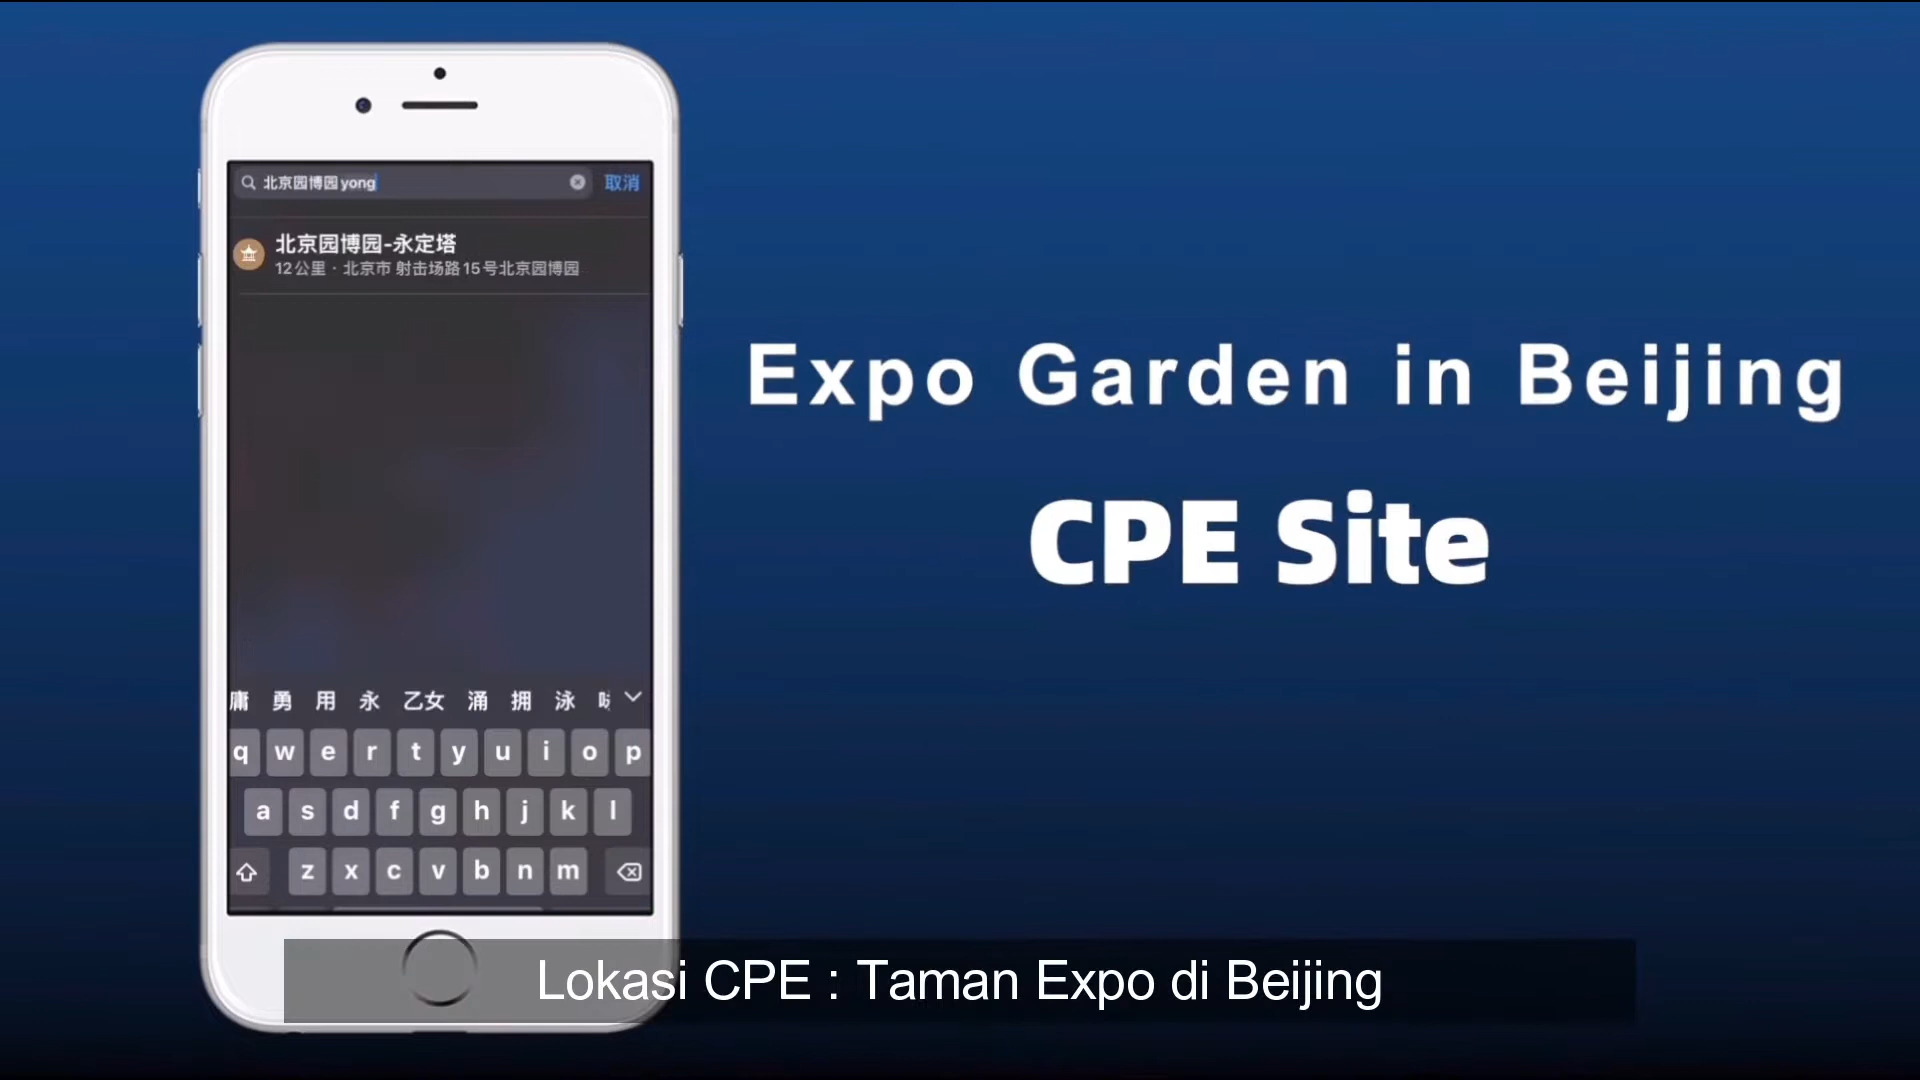 北京园博园yong 取消
北京园博园-永定塔
12公里 · 北京市 射击场路15号北京园博园
Expo Garden in Beijing
CPE Site
庸 勇 用 永 乙女 涌 拥 泳
q w e r t y u i o p
a s d f g h j k l
z x c v b n m
Lokasi CPE : Taman Expo di Beijing